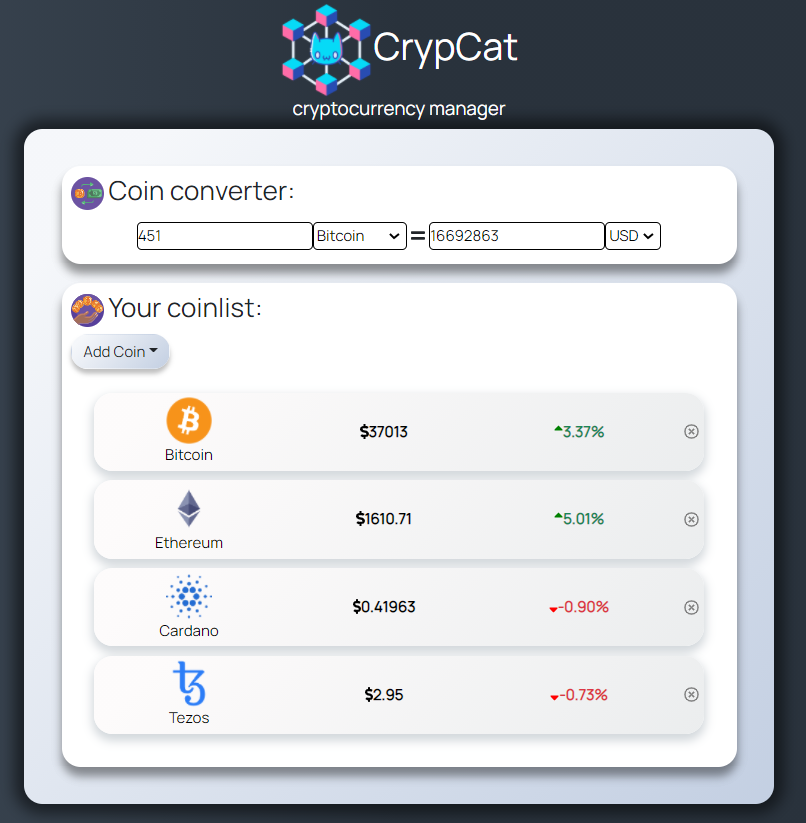 CrypCat
cryptocurrency manager
Coin converter:
451 Bitcoin = 16692863 USD
Your coinlist:
Add Coin
Bitcoin $37013 3.37%
Ethereum $1610.71 5.01%
Cardano $0.41963 -0.90%
Tezos $2.95 -0.73%